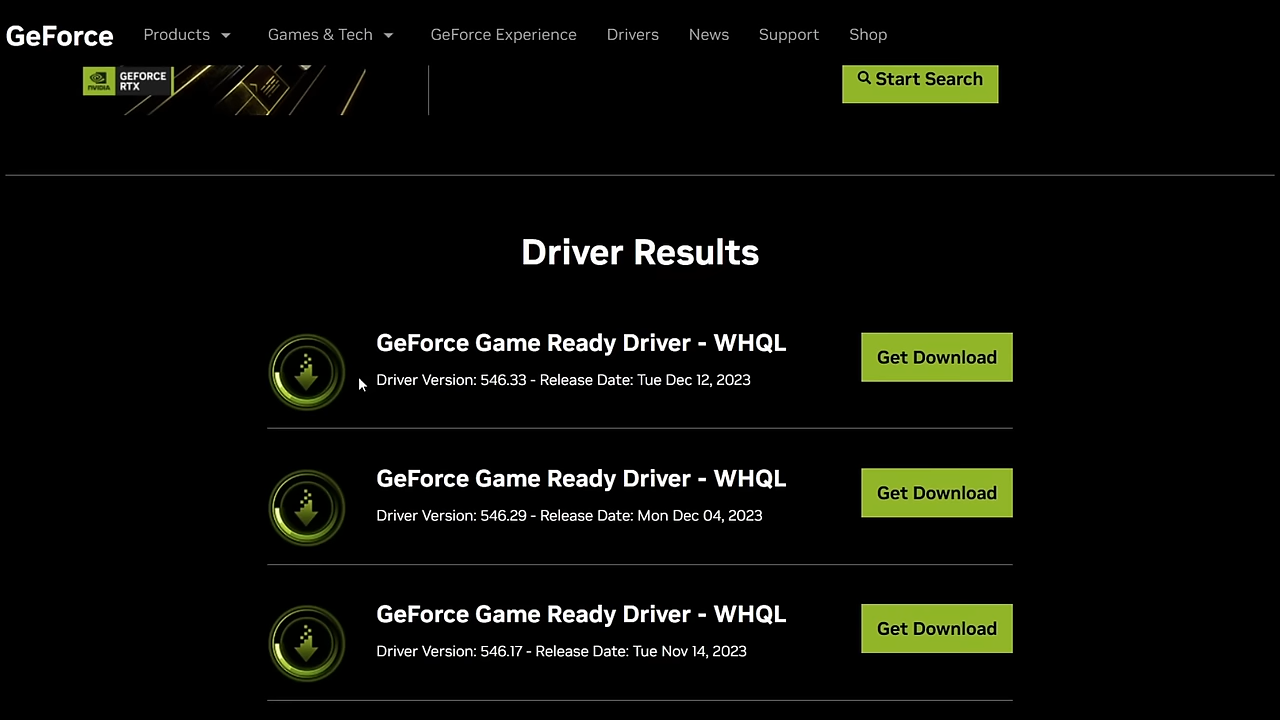 GeForce Products Games & Tech GeForce Experience Drivers News Support Shop
NVIDIA GEFORCE RTX
Start Search
Driver Results
GeForce Game Ready Driver - WHQL
Driver Version: 546.33 - Release Date: Tue Dec 12, 2023
Get Download
GeForce Game Ready Driver - WHQL
Driver Version: 546.29 - Release Date: Mon Dec 04, 2023
Get Download
GeForce Game Ready Driver - WHQL
Driver Version: 546.17 - Release Date: Tue Nov 14, 2023
Get Download